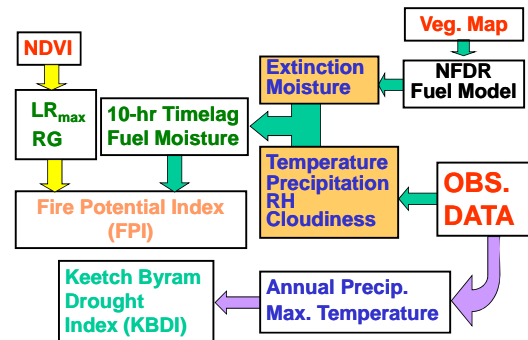 Veg. Map
NDVI
NFDR
Fuel Model
Extinction
Moisture
LRmax
RG
10-hr Timelag
Fuel Moisture
Temperature
Precipitation
RH
Cloudiness
OBS.
DATA
Fire Potential Index
(FPI)
Keetch Byram
Drought
Index (KBDI)
Annual Precip.
Max. Temperature